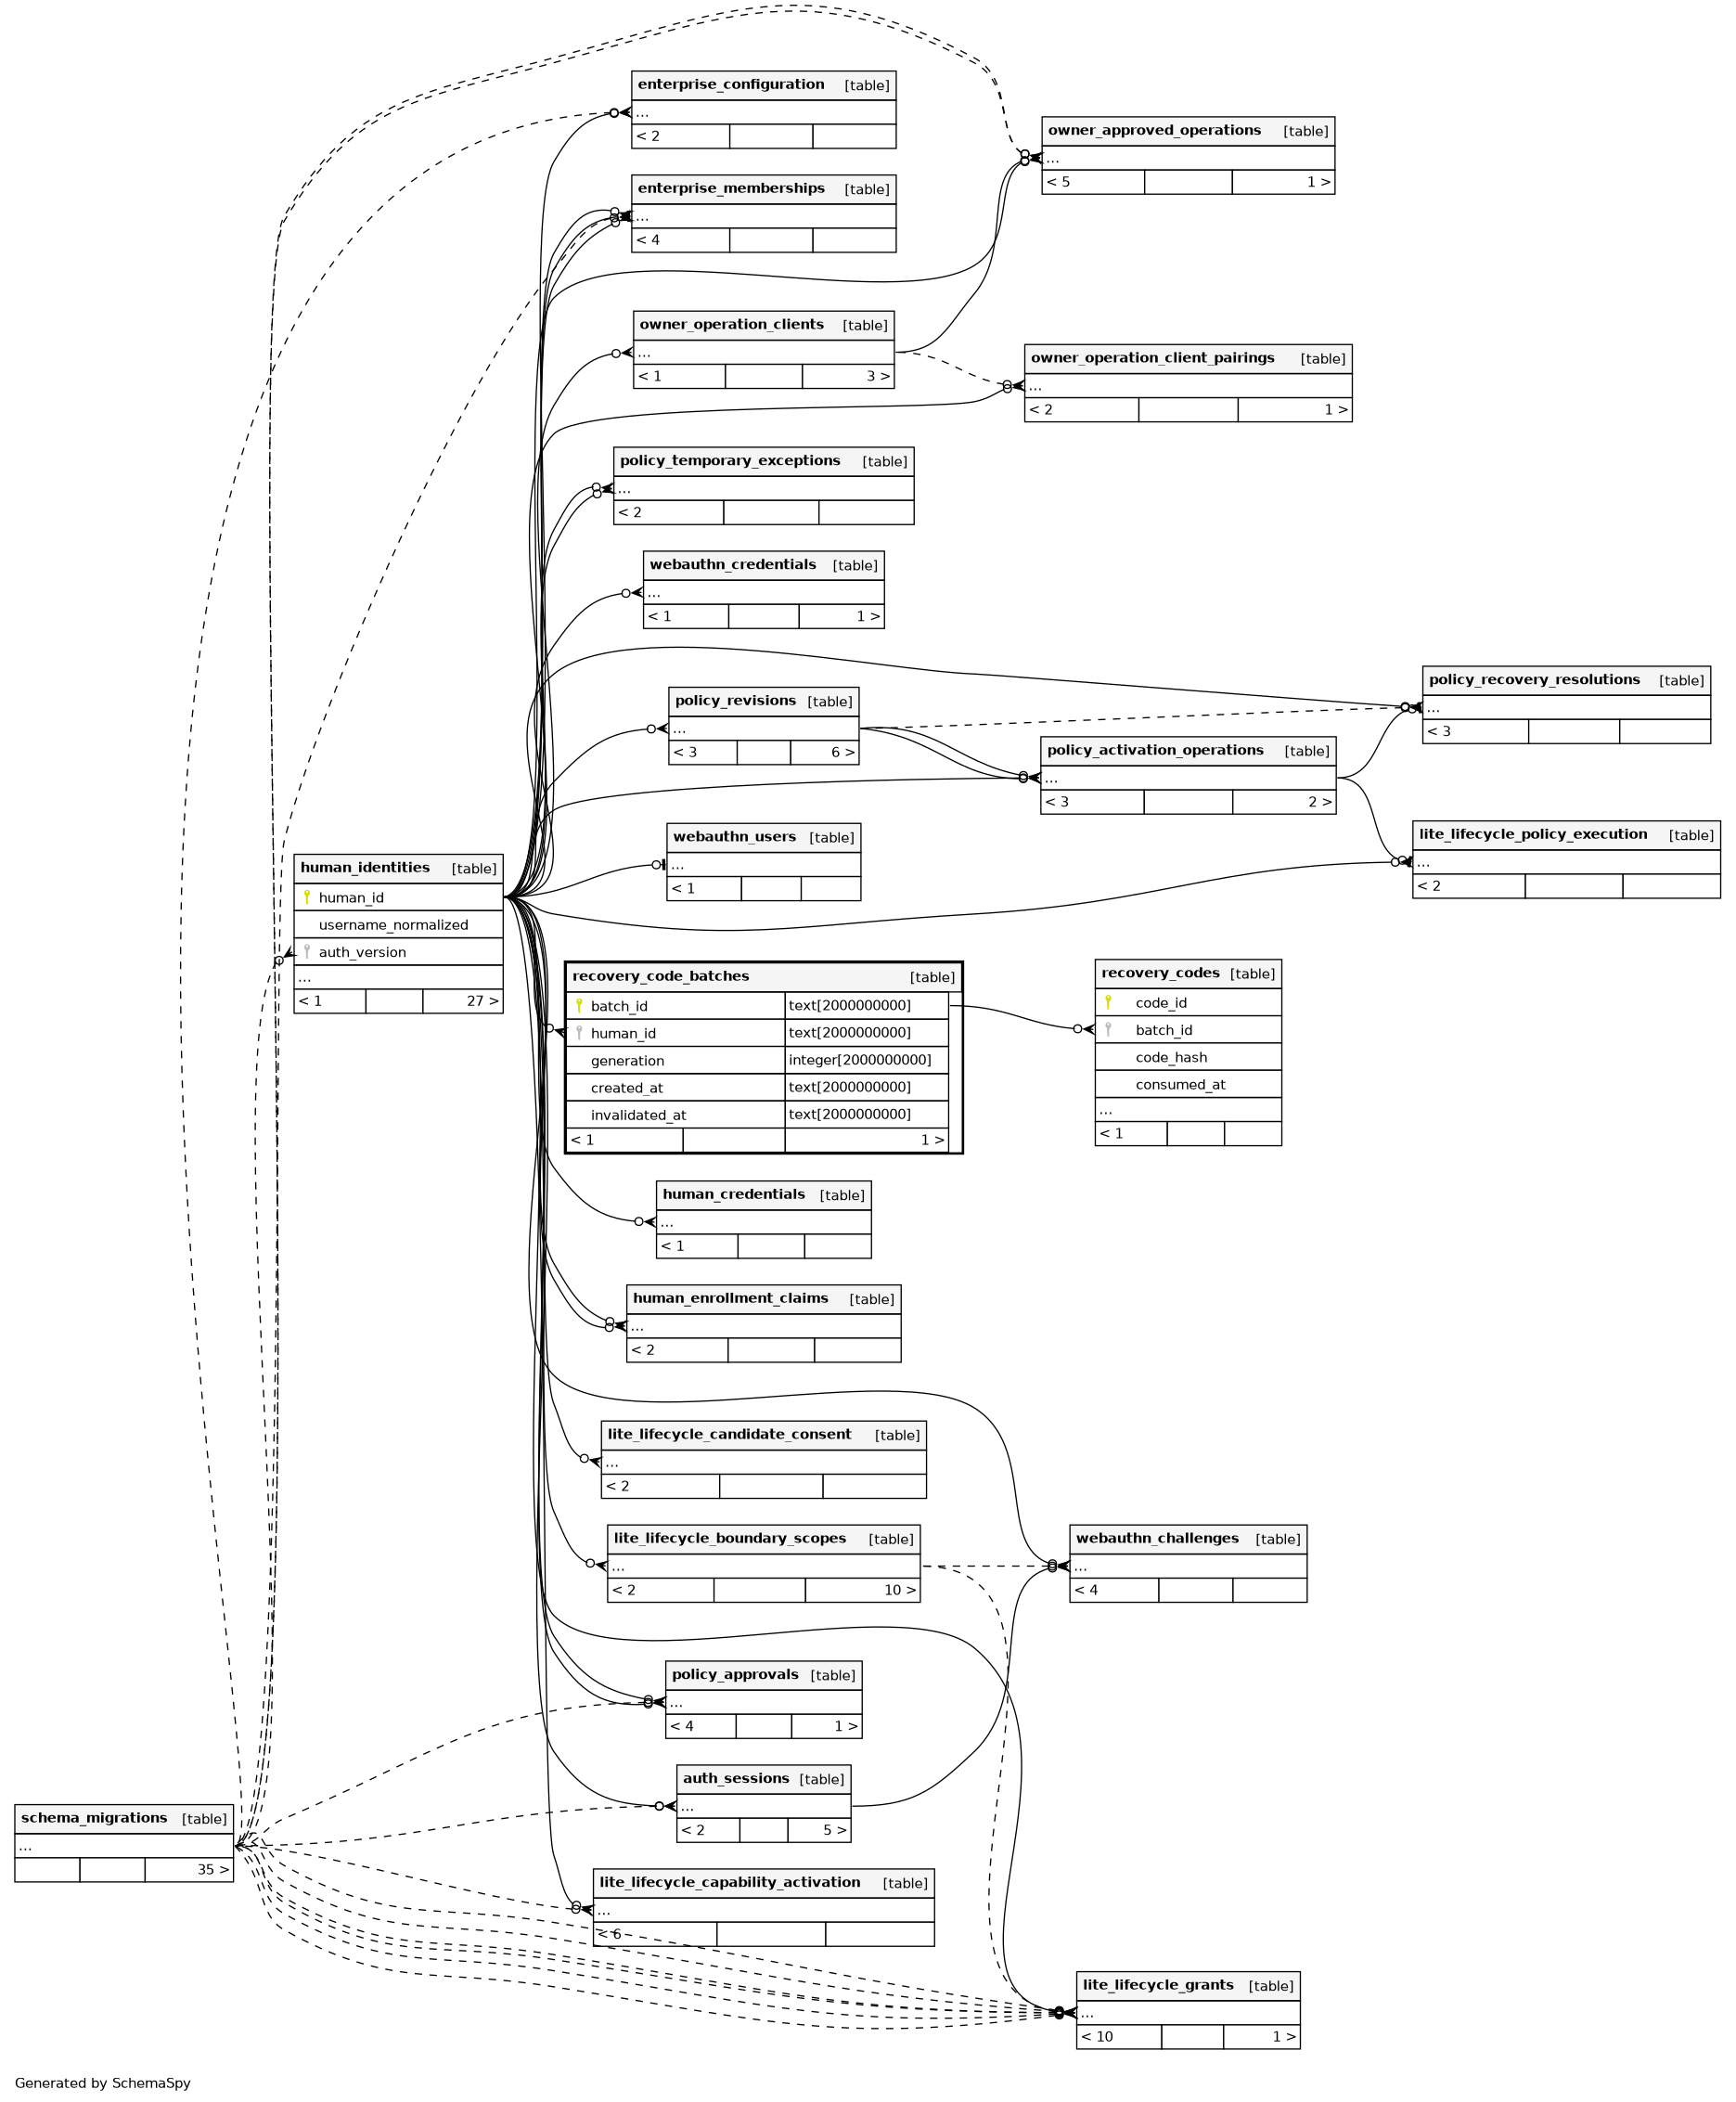 enterprise_configuration [table]
...
< 2
owner_approved_operations [table]
...
< 5 1 >
enterprise_memberships [table]
...
< 4
owner_operation_clients [table]
...
< 1 3 >
owner_operation_client_pairings [table]
...
< 2 1 >
policy_temporary_exceptions [table]
...
< 2
webauthn_credentials [table]
...
< 1 1 >
policy_recovery_resolutions [table]
...
< 3
policy_revisions [table]
...
< 3 6 >
policy_activation_operations [table]
...
< 3 2 >
webauthn_users [table]
...
< 1
lite_lifecycle_policy_execution [table]
...
< 2
human_identities [table]
human_id
username_normalized
auth_version
...
< 1 27 >
recovery_code_batches [table]
batch_id text[2000000000]
human_id text[2000000000]
generation integer[2000000000]
created_at text[2000000000]
invalidated_at text[2000000000]
< 1 1 >
recovery_codes [table]
code_id
batch_id
code_hash
consumed_at
...
< 1
human_credentials [table]
...
< 1
human_enrollment_claims [table]
...
< 2
lite_lifecycle_candidate_consent [table]
...
< 2
lite_lifecycle_boundary_scopes [table]
...
< 2 10 >
webauthn_challenges [table]
...
< 4
policy_approvals [table]
...
< 4 1 >
auth_sessions [table]
...
< 2 5 >
schema_migrations [table]
...
35 >
lite_lifecycle_capability_activation [table]
...
< 6
lite_lifecycle_grants [table]
...
< 10 1 >
Generated by SchemaSpy